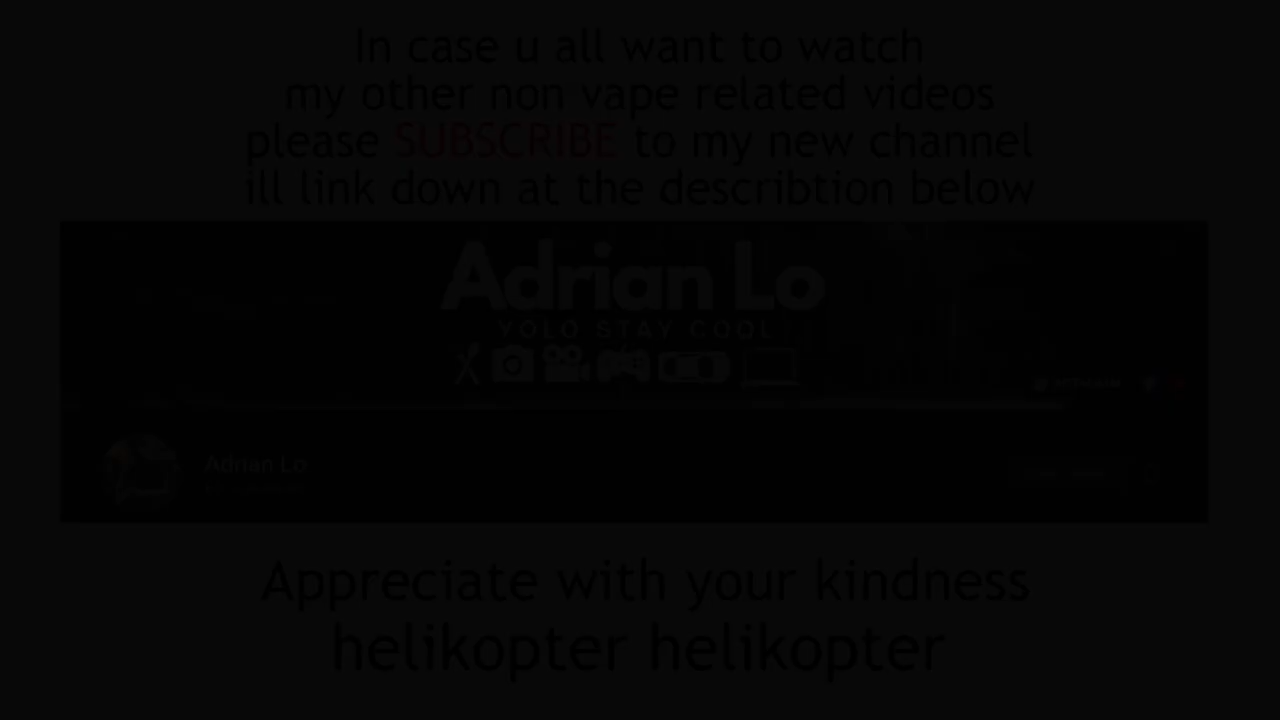 In case u all want to watch
my other non vape related videos
please SUBSCRIBE to my new channel
ill link down at the describtion below
Adrian Lo
YOLO STAY COOL
Adrian Lo
Appreciate with your kindness
helikopter helikopter